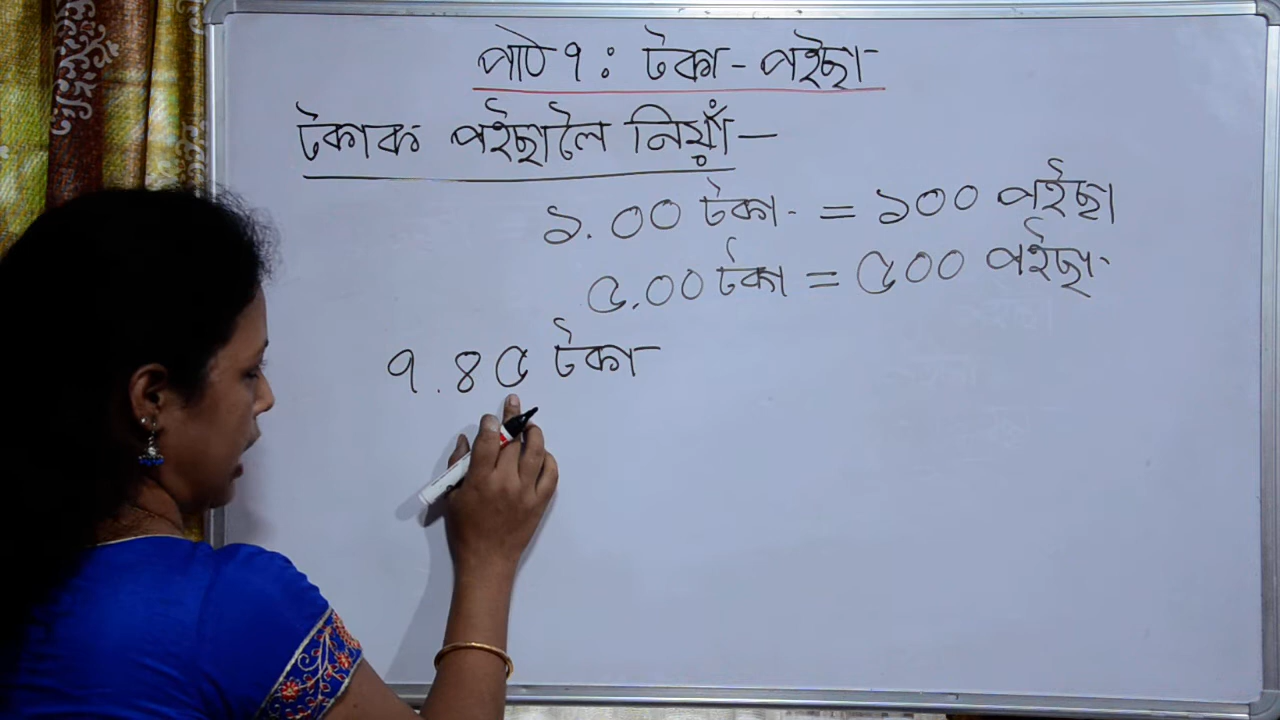 পাঠ ৭ : টকা - পইছা
টকাক পইছালৈ নিয়াঁ—
১.০০ টকা = ১০০ পইছা
৫.০০ টকা = ৫০০ পইছা
৭.৪৫ টকা